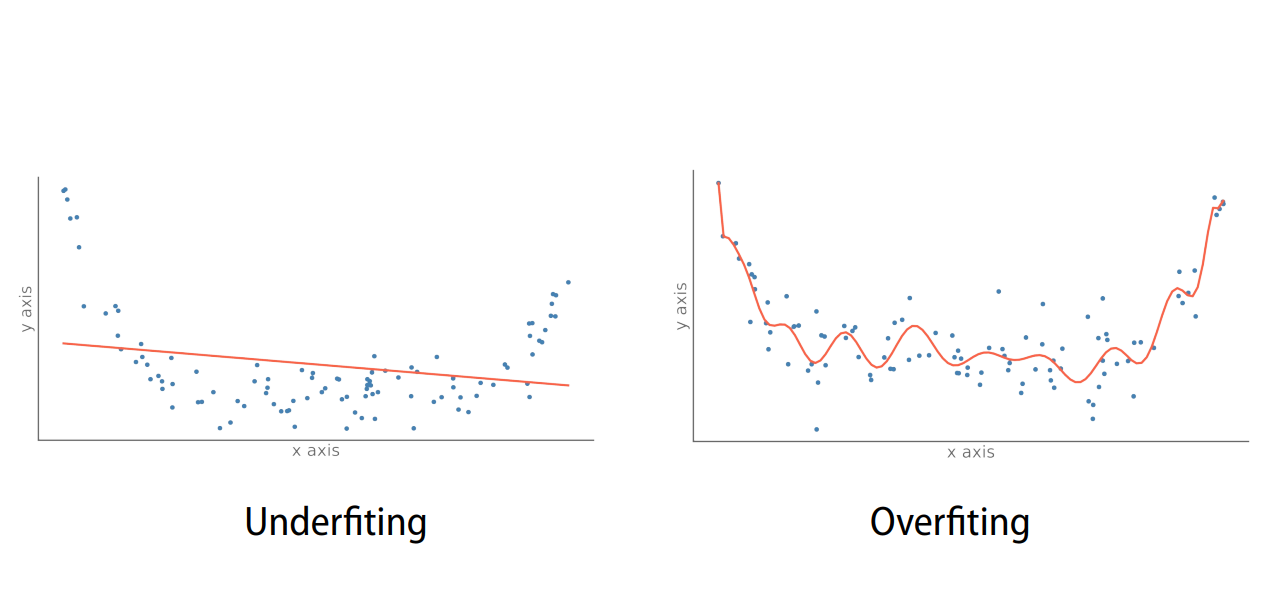 y axis
x axis
Underfiting
y axis
x axis
Overfiting